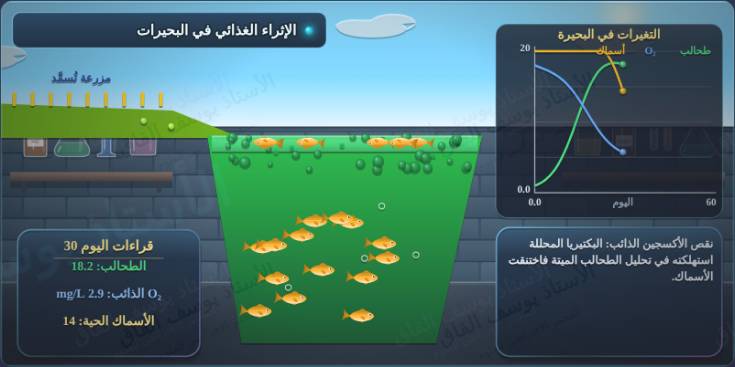 الإثراء الغذائي في البحيرات
مزرعة تُسمَّد
التغيرات في البحيرة
طحالب O₂ أسماك
20
0.0
0.0 اليوم 60
قراءات اليوم 30
الطحالب: 18.2
O₂ الذائب: 2.9 mg/L
الأسماك الحية: 14
نقص الأكسجين الذائب: البكتيريا المحللة
استهلكته في تحليل الطحالب الميتة فاختنقت
الأسماك.